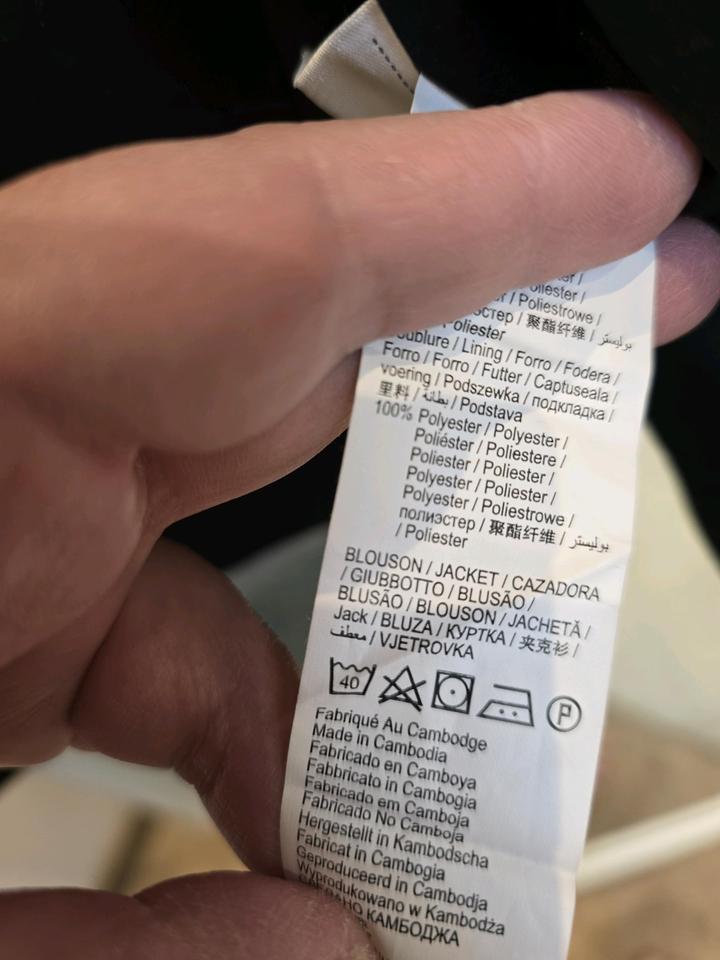 oliester /
/ Poliestrowe /
/ 聚酯纤维 / بوليستر
Poliester
/ Lining / Forro / Fodera /
Forro / Forro / Futter / Captuseala /
voering / Podszewka / подкладка /
里料 / بطانة / Podstava
100% Polyester / Polyester /
Poliéster / Poliestere /
Poliester / Poliester /
Polyester / Poliester /
Polyester / Poliestrowe /
полиэстер / 聚酯纤维 / بوليستر
/ Poliester
BLOUSON / JACKET / CAZADORA
/ GIUBBOTTO / BLUSÃO /
BLUSÃO / BLOUSON / JACHETĂ /
Jack / BLUZA / КУРТКА / 夹克衫 /
معطف / VJETROVKA
40 P
Fabriqué Au Cambodge
Made in Cambodia
Fabricado en Camboya
Fabbricato in Cambogia
Fabricado em Camboja
Fabricado No Camboja
Hergestellt in Kambodscha
Fabricat in Cambogia
Geproduceerd in Cambodja
Wyprodukowano w Kambodża
КАМБОДЖА